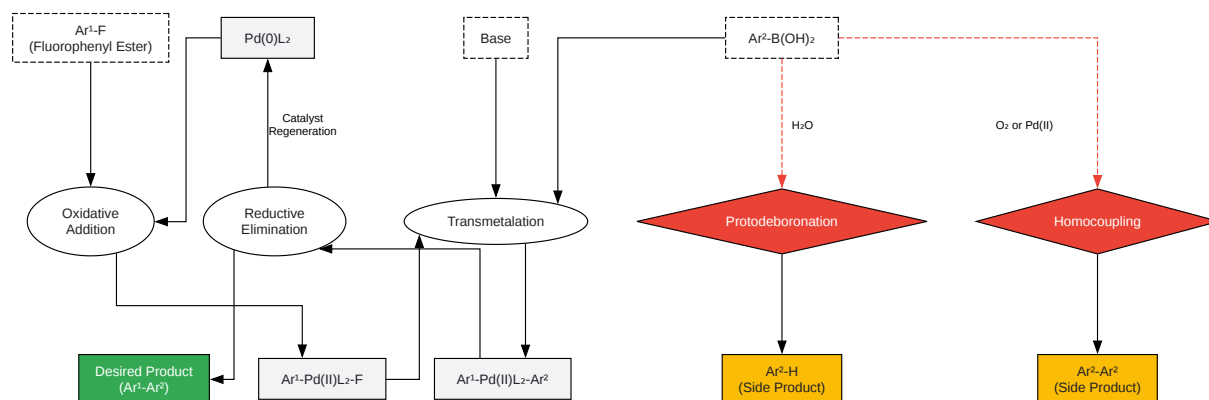 Ar¹-F
(Fluorophenyl Ester)
Pd(0)L₂
Base
Ar²-B(OH)₂
Catalyst
Regeneration
H₂O
O₂ or Pd(II)
Oxidative
Addition
Reductive
Elimination
Transmetalation
Protodeboronation
Homocoupling
Desired Product
(Ar¹-Ar²)
Ar¹-Pd(II)L₂-F
Ar¹-Pd(II)L₂-Ar²
Ar²-H
(Side Product)
Ar²-Ar²
(Side Product)